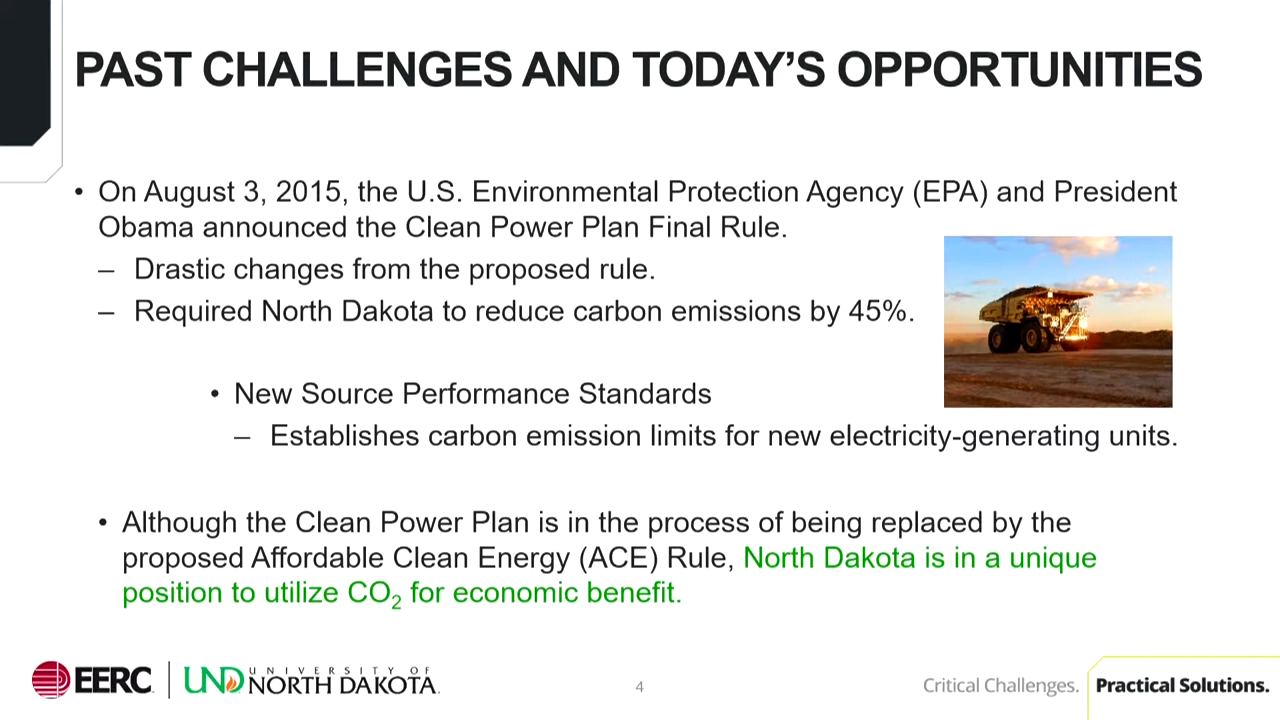 PAST CHALLENGES AND TODAY’S OPPORTUNITIES
• On August 3, 2015, the U.S. Environmental Protection Agency (EPA) and President
Obama announced the Clean Power Plan Final Rule.
– Drastic changes from the proposed rule.
– Required North Dakota to reduce carbon emissions by 45%.
• New Source Performance Standards
– Establishes carbon emission limits for new electricity-generating units.
• Although the Clean Power Plan is in the process of being replaced by the
proposed Affordable Clean Energy (ACE) Rule, North Dakota is in a unique
position to utilize CO₂ for economic benefit.
EERC
UND
UNIVERSITY OF
NORTH DAKOTA
4
Critical Challenges. Practical Solutions.